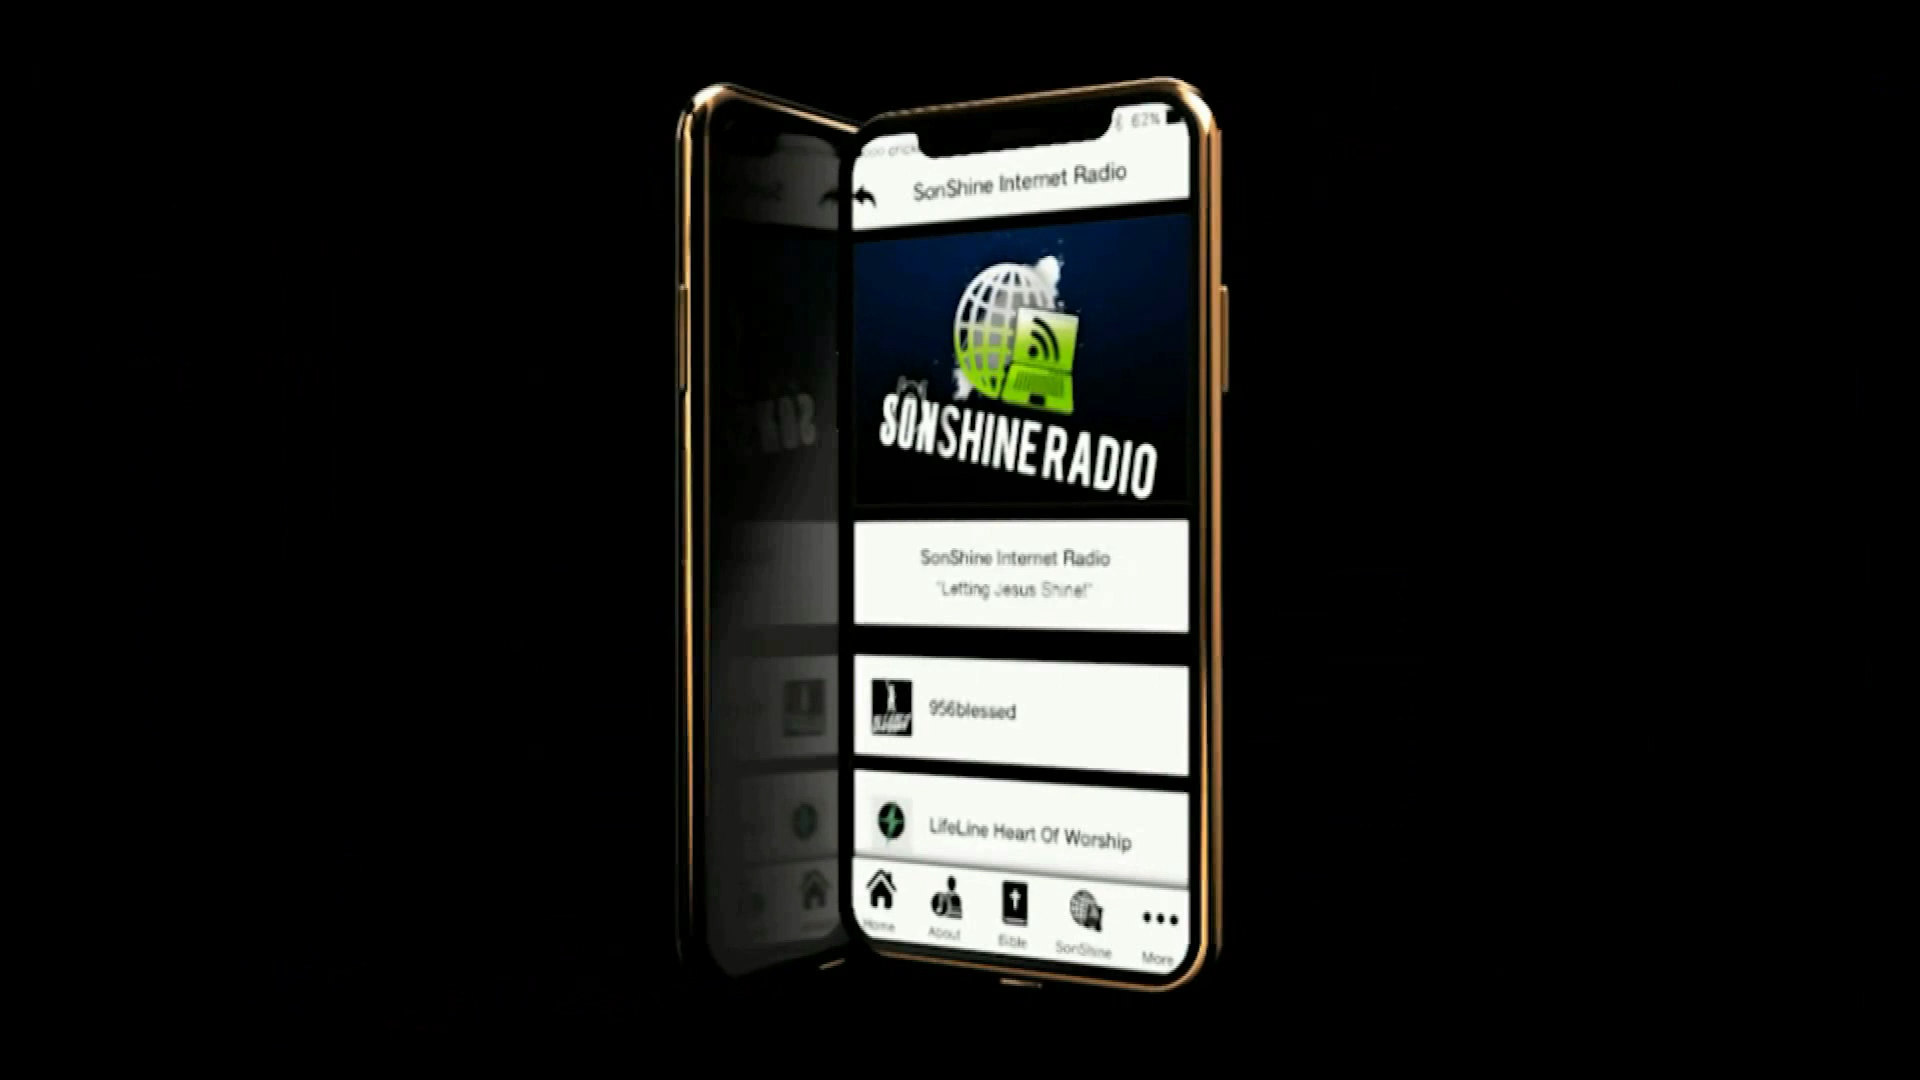 62%
SonShine Internet Radio
SONSHINE RADIO
SonShine Internet Radio
"Letting Jesus Shine!"
956blessed
LifeLine Heart Of Worship
Home
About
Bible
SonShine
More